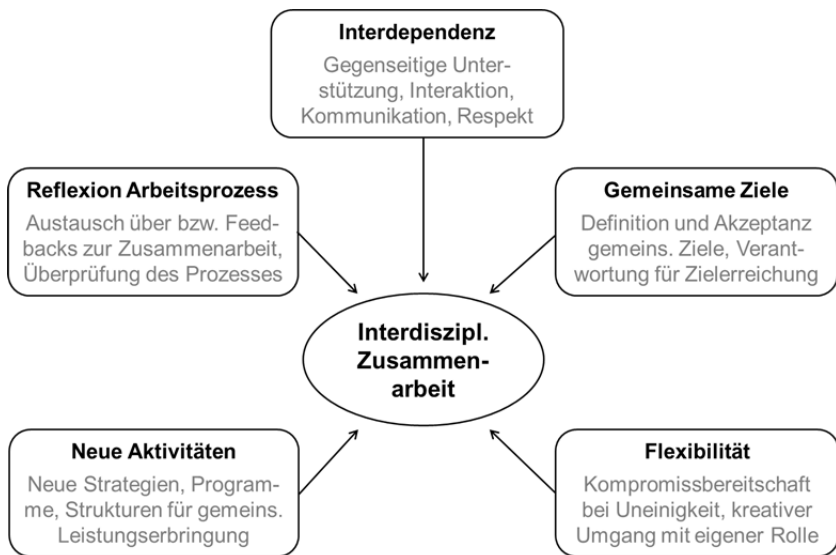 Interdependenz
Gegenseitige Unter-
stützung, Interaktion,
Kommunikation, Respekt
Reflexion Arbeitsprozess
Austausch über bzw. Feed-
backs zur Zusammenarbeit,
Überprüfung des Prozesses
Gemeinsame Ziele
Definition und Akzeptanz
gemeins. Ziele, Verant-
wortung für Zielerreichung
Interdiszipl.
Zusammen-
arbeit
Neue Aktivitäten
Neue Strategien, Program-
me, Strukturen für gemeins.
Leistungserbringung
Flexibilität
Kompromissbereitschaft
bei Uneinigkeit, kreativer
Umgang mit eigener Rolle